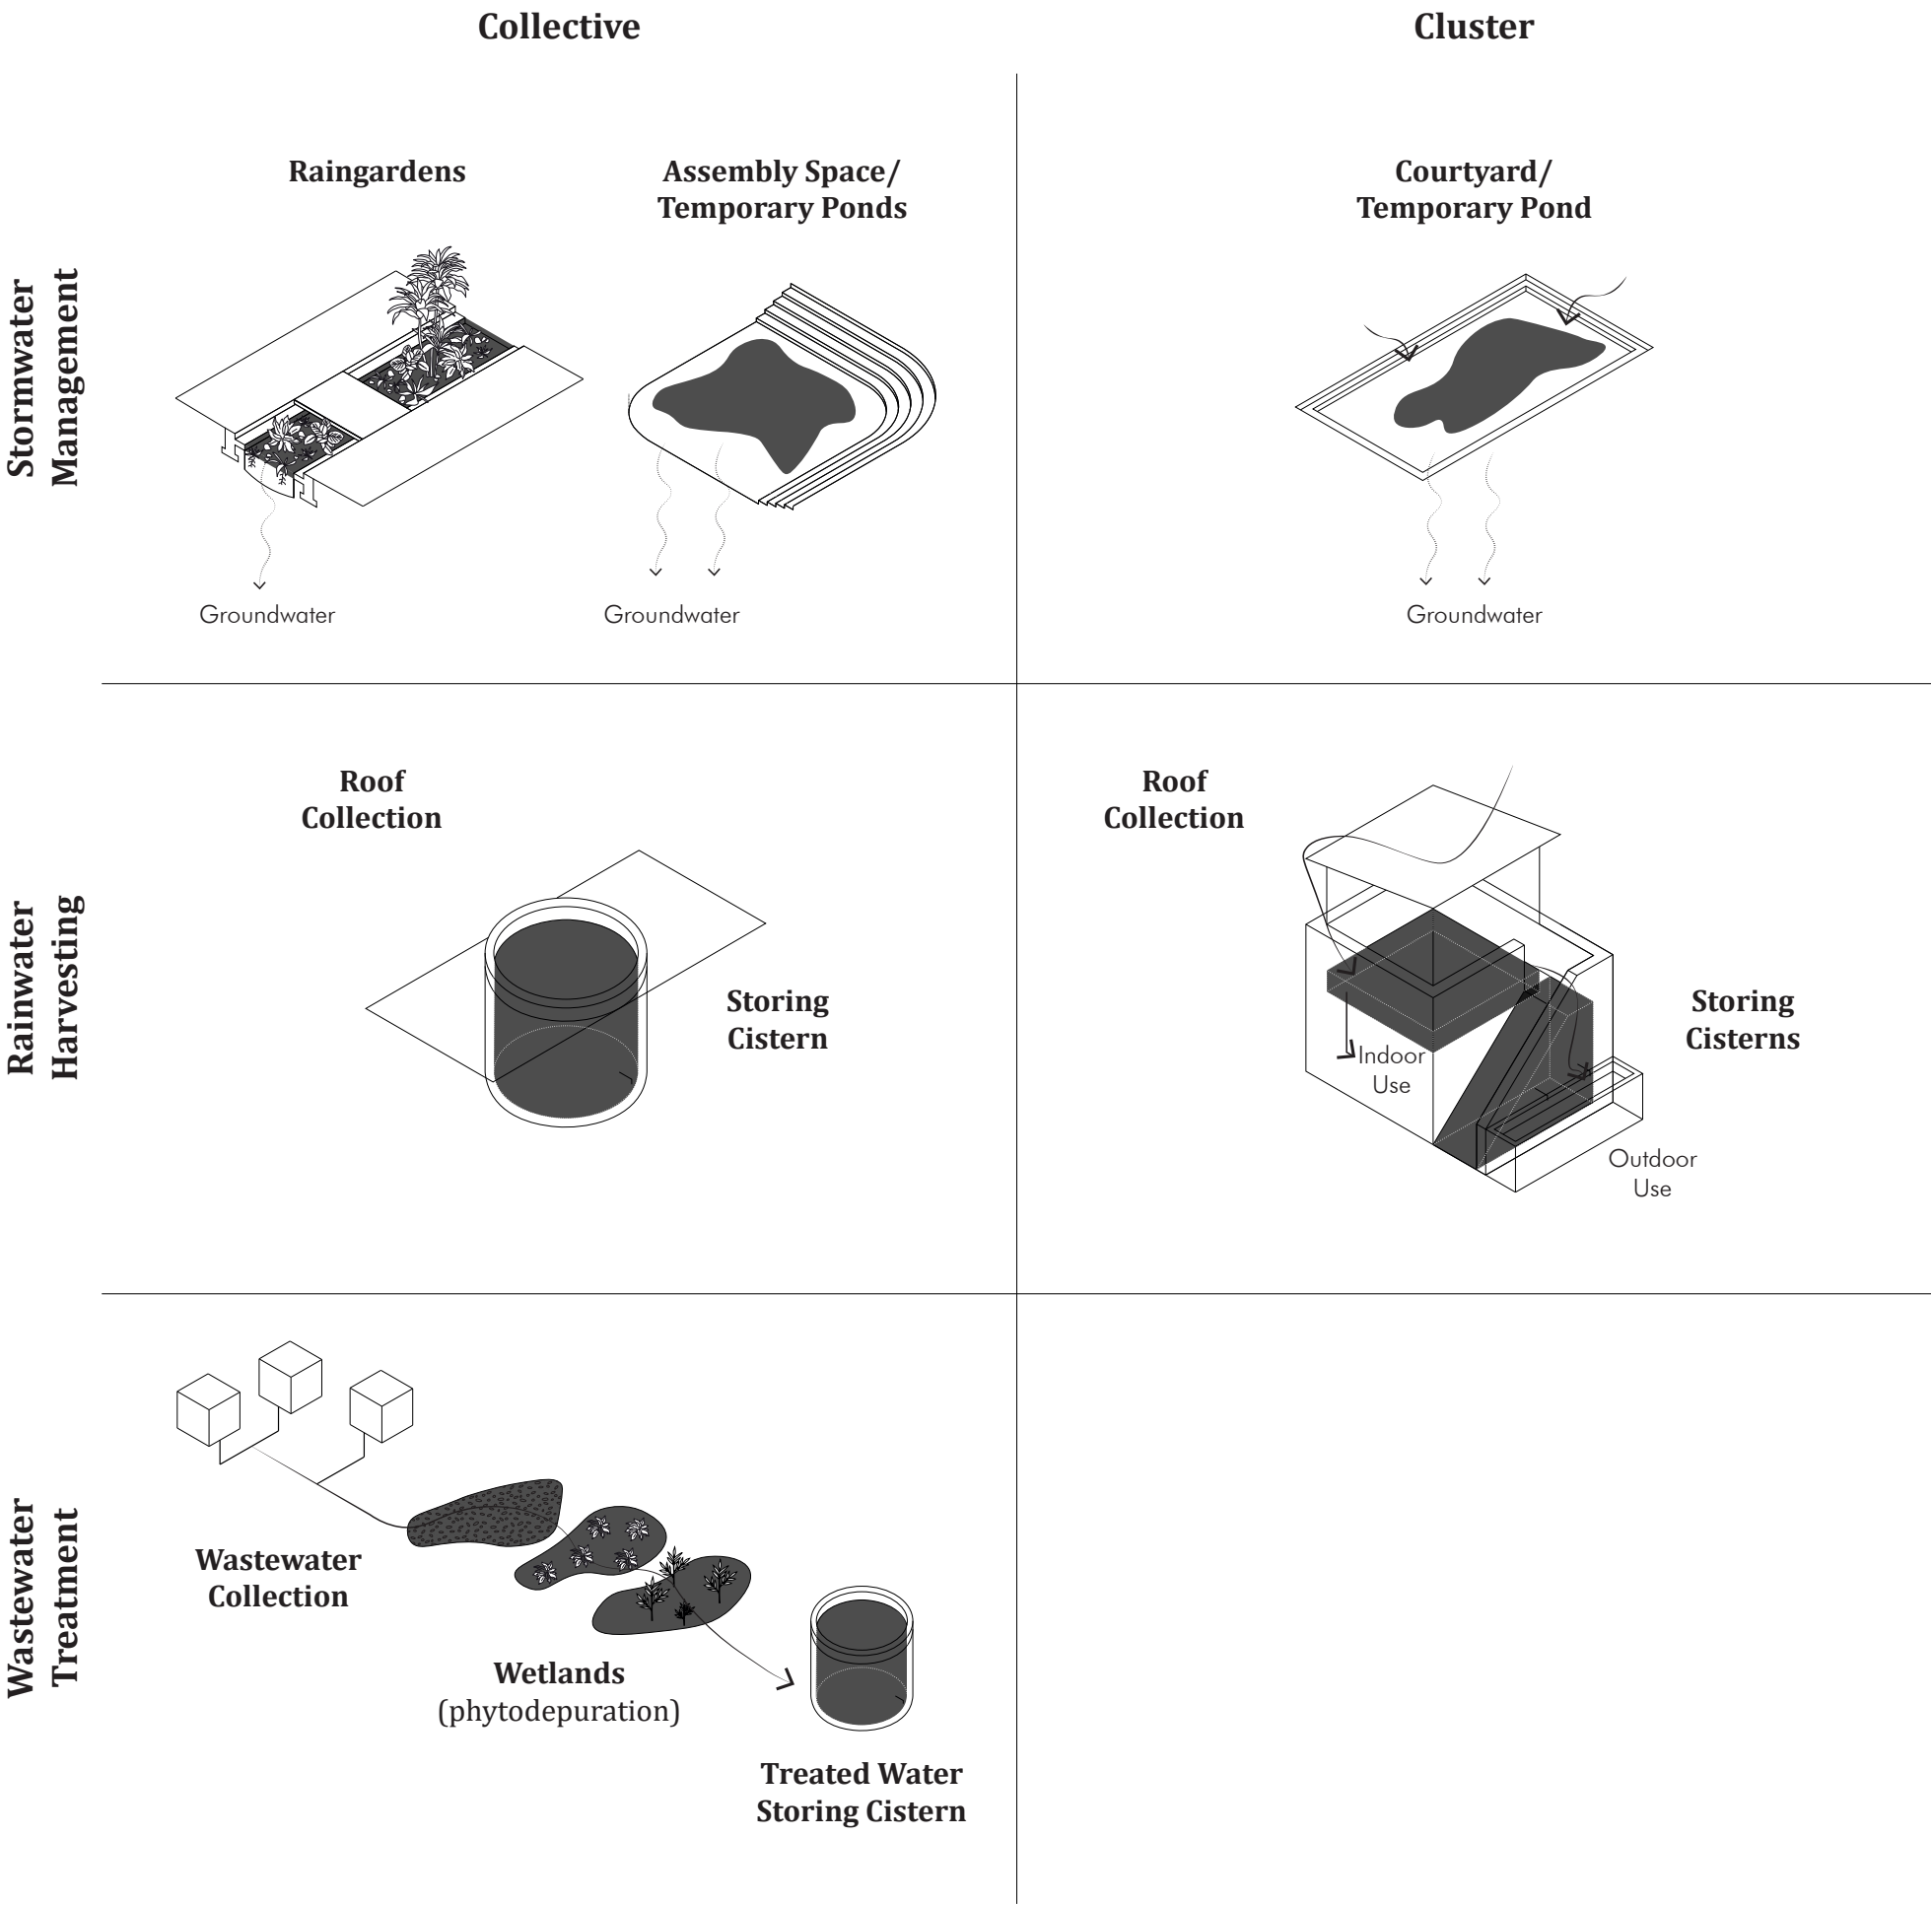 Collective
Cluster
Stormwater
Management
Raingardens
Assembly Space/
Temporary Ponds
Courtyard/
Temporary Pond
Groundwater
Groundwater
Groundwater
Rainwater
Harvesting
Roof
Collection
Storing
Cistern
Roof
Collection
Storing
Cisterns
Indoor
Use
Outdoor
Use
Wastewater
Treatment
Wastewater
Collection
Wetlands
(phytodepuration)
Treated Water
Storing Cistern